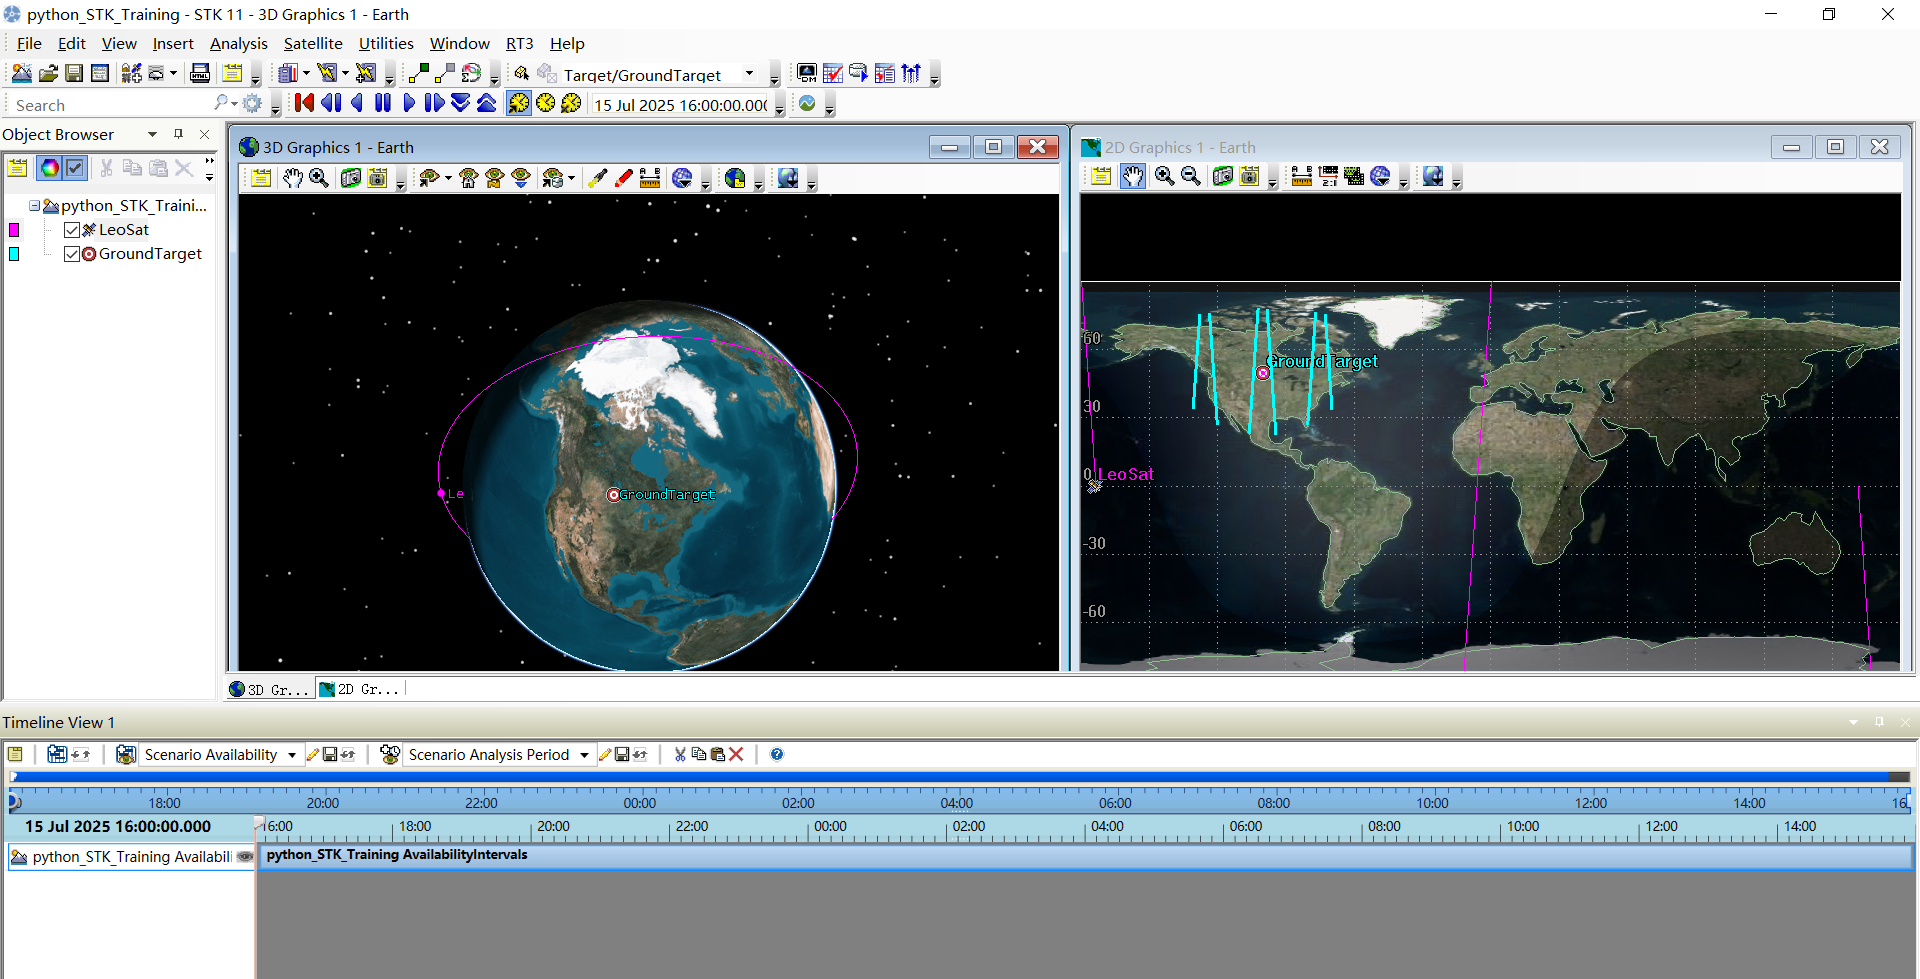 python_STK_Training - STK 11 - 3D Graphics 1 - Earth
File Edit View Insert Analysis Satellite Utilities Window RT3 Help
HTML
Target/GroundTarget
DM
Search
15 Jul 2025 16:00:00.000
Object Browser
python_STK_Traini...
LeoSat
GroundTarget
3D Graphics 1 - Earth
A B
Le
GroundTarget
2D Graphics 1 - Earth
A B
2:1
60
GroundTarget
30
0
LeoSat
-30
-60
3D Gr...
2D Gr...
Timeline View 1
Scenario Availability
Scenario Analysis Period
18:00 20:00 22:00 00:00 02:00 04:00 06:00 08:00 10:00 12:00 14:00 16:
15 Jul 2025 16:00:00.000
16:00 18:00 20:00 22:00 00:00 02:00 04:00 06:00 08:00 10:00 12:00 14:00
python_STK_Training Availabili
python_STK_Training AvailabilityIntervals